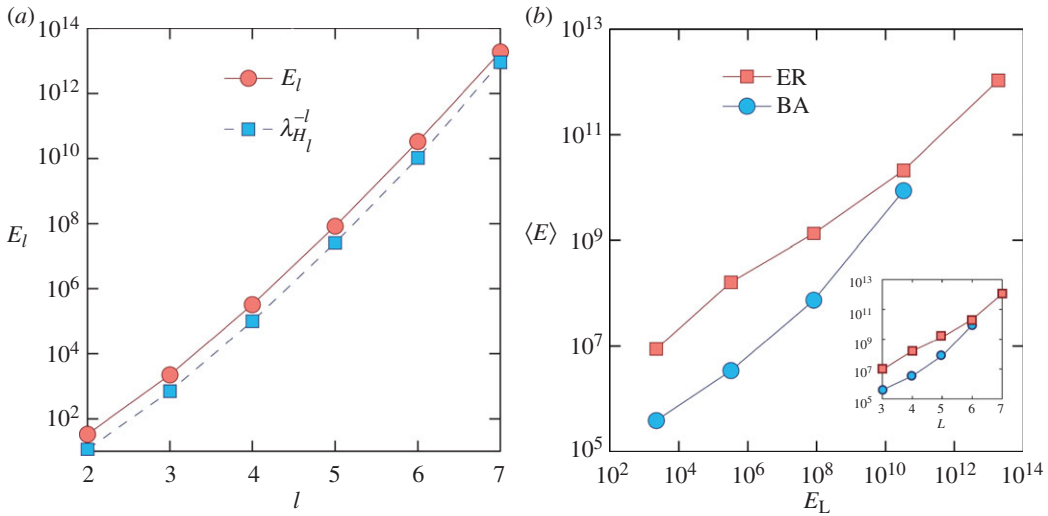 (a)
10^14
10^12
10^10
10^8
10^6
10^4
10^2
E_l
E_l
λ_{H_l}^{-l}
2 3 4 5 6 7
l
(b)
10^13
10^11
10^9
10^7
10^5
⟨E⟩
ER
BA
10^2 10^4 10^6 10^8 10^10 10^12 10^14
E_L
10^13
10^11
10^9
10^7
10^5
3 4 5 6 7
L